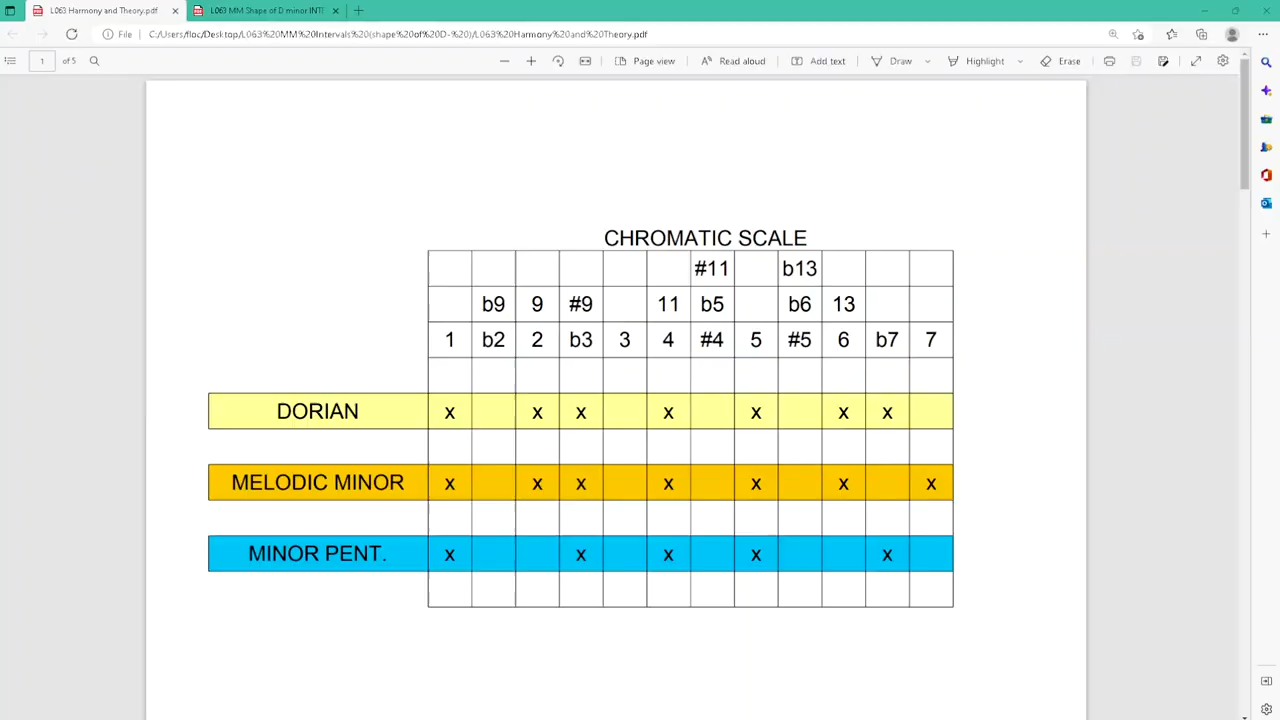 L063 Harmony and Theory.pdf
L063 MM Shape of D minor INT
File C:/Users/floc/Desktop/L063%20MM%20Intervals%20(shape%20of%20D-%20)/L063%20Harmony%20and%20Theory.pdf
1 of 5 Page view Read aloud Add text Draw Highlight Erase
CHROMATIC SCALE
#11 b13
b9 9 #9 11 b5 b6 13
1 b2 2 b3 3 4 #4 5 #5 6 b7 7
DORIAN x x x x x x x
MELODIC MINOR x x x x x x x
MINOR PENT. x x x x x